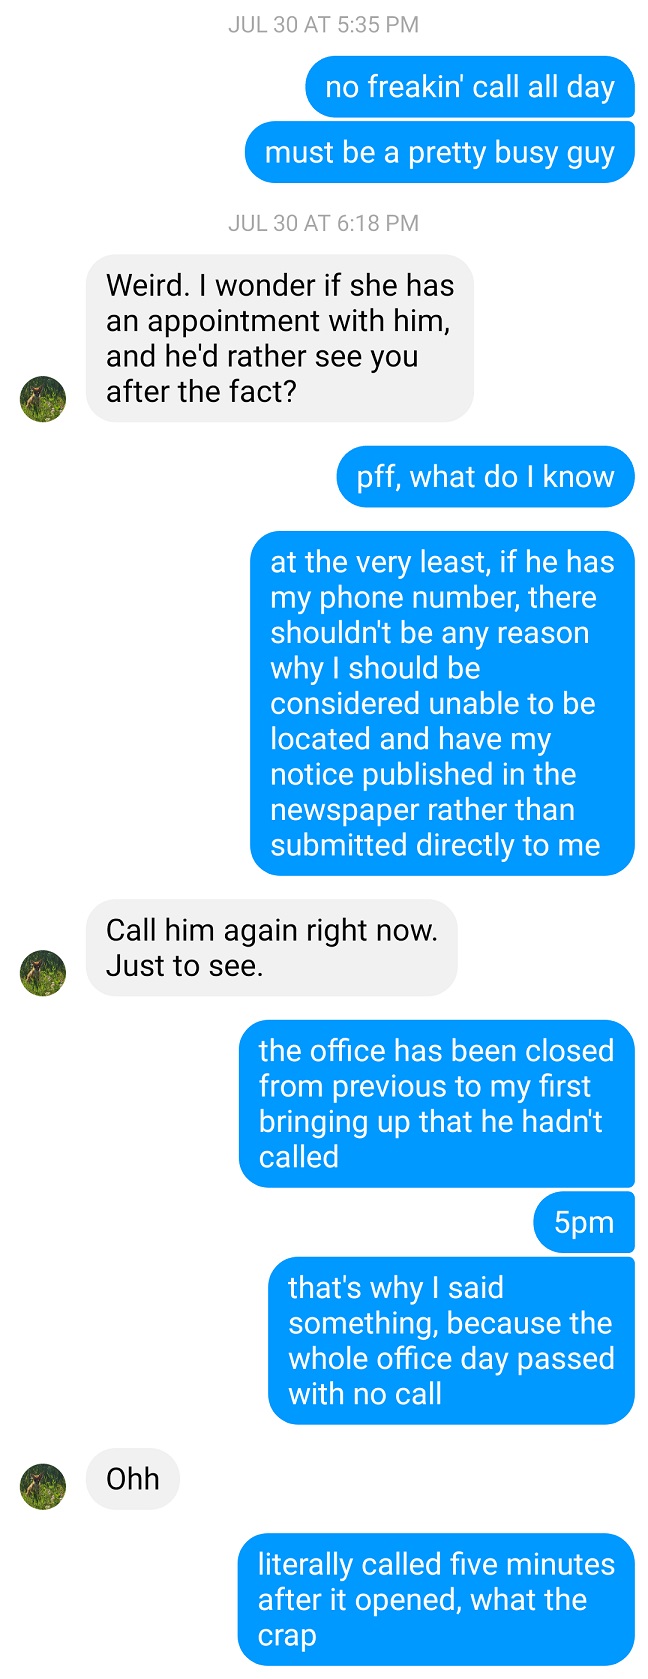 JUL 30 AT 5:35 PM
no freakin' call all day
must be a pretty busy guy
JUL 30 AT 6:18 PM
Weird. I wonder if she has
an appointment with him,
and he'd rather see you
after the fact?
pff, what do I know
at the very least, if he has
my phone number, there
shouldn't be any reason
why I should be
considered unable to be
located and have my
notice published in the
newspaper rather than
submitted directly to me
Call him again right now.
Just to see.
the office has been closed
from previous to my first
bringing up that he hadn't
called
5pm
that's why I said
something, because the
whole office day passed
with no call
Ohh
literally called five minutes
after it opened, what the
crap